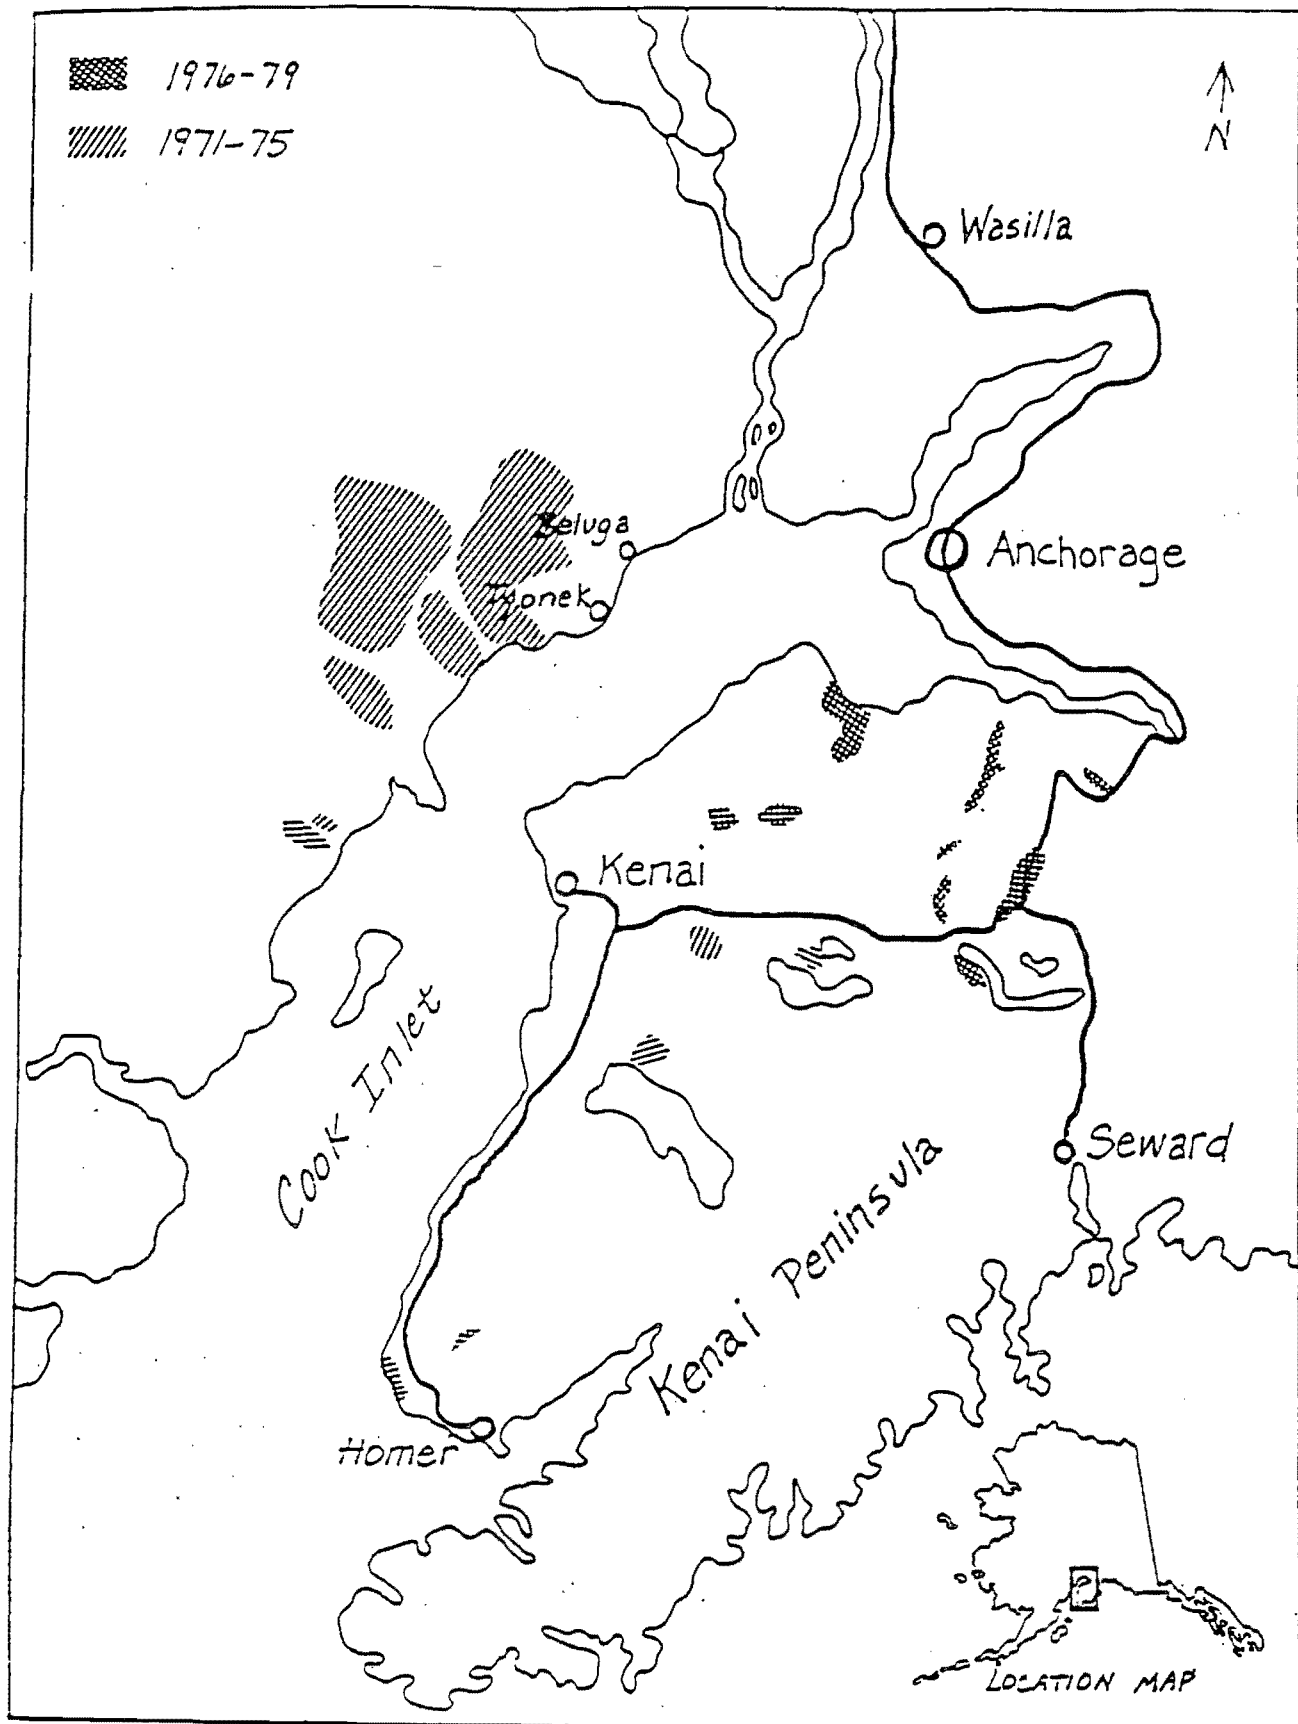 1976-79
1971-75
N
Wasilla
Beluga
Anchorage
Tyonek
Kenai
Cook Inlet
Seward
Kenai Peninsula
Homer
LOCATION MAP